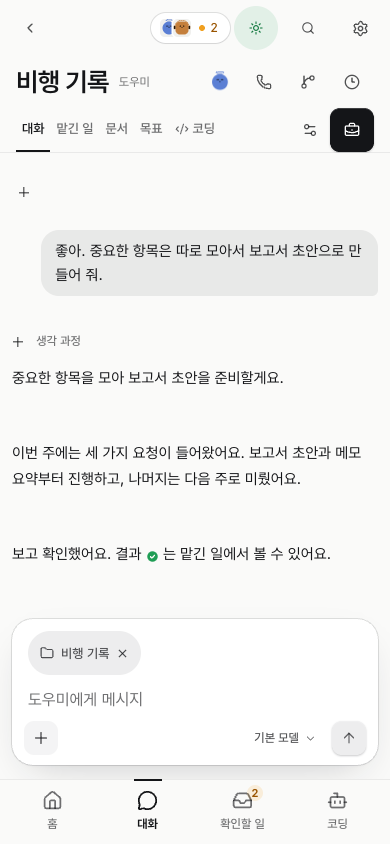 2
비행 기록 도우미
대화 맡긴 일 문서 목표 </> 코딩
좋아. 중요한 항목은 따로 모아서 보고서 초안으로 만
들어 줘.
생각 과정
중요한 항목을 모아 보고서 초안을 준비할게요.
이번 주에는 세 가지 요청이 들어왔어요. 보고서 초안과 메모
요약부터 진행하고, 나머지는 다음 주로 미뤘어요.
보고 확인했어요. 결과 는 맡긴 일에서 볼 수 있어요.
비행 기록
도우미에게 메시지
기본 모델
2
홈 대화 확인할 일 코딩